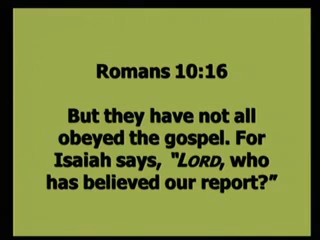 Romans 10:16
But they have not all
obeyed the gospel. For
Isaiah says, “LORD, who
has believed our report?”